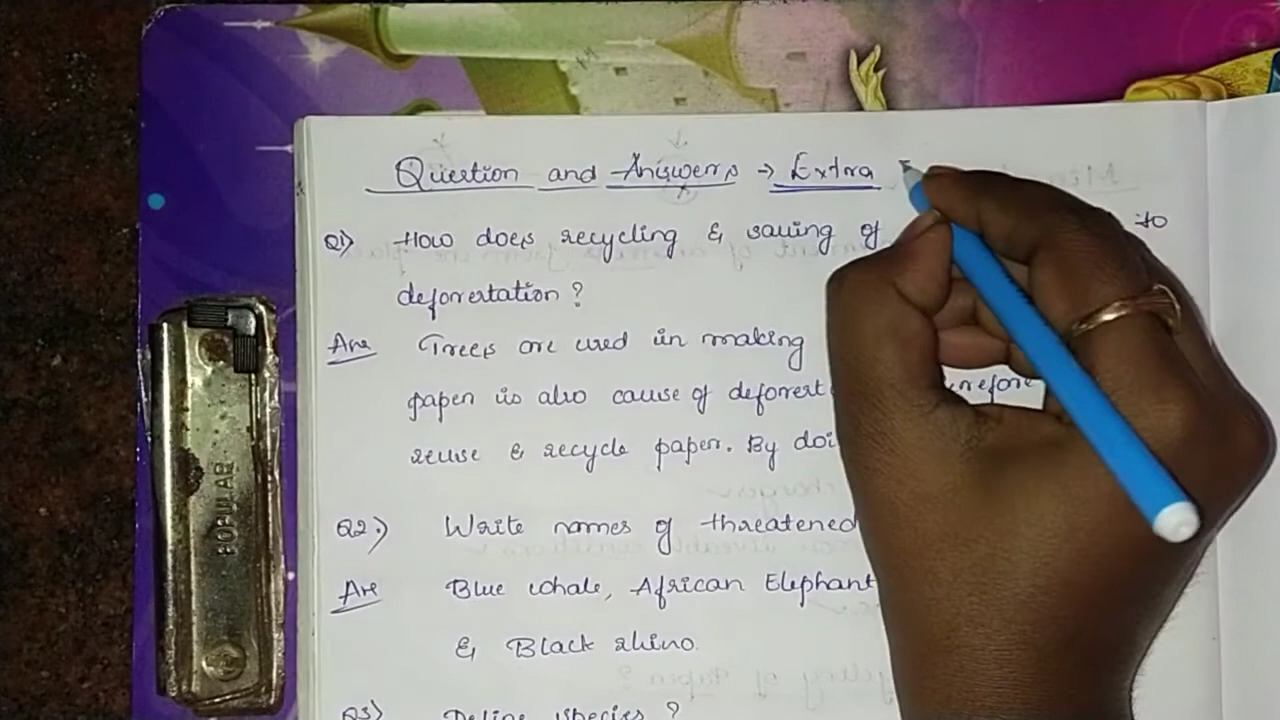 Question and Answers → Extra
Q1) How does recycling & saving of to
deforestation ?
Ans Trees are used in making
paper is also cause of deforest
reuse & recycle paper. By doi
Q2.) Write names of threatened
Ans Blue whale, African Elephant
& Black rhino.
Q3) Define species ?
POPULAR